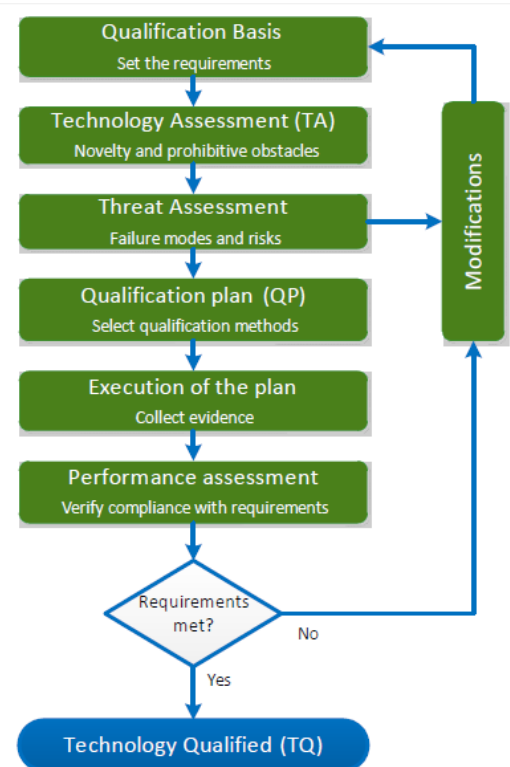 Qualification Basis
Set the requirements
Technology Assessment (TA)
Novelty and prohibitive obstacles
Threat Assessment
Failure modes and risks
Modifications
Qualification plan (QP)
Select qualification methods
Execution of the plan
Collect evidence
Performance assessment
Verify compliance with requirements
Requirements
met?
No
Yes
Technology Qualified (TQ)